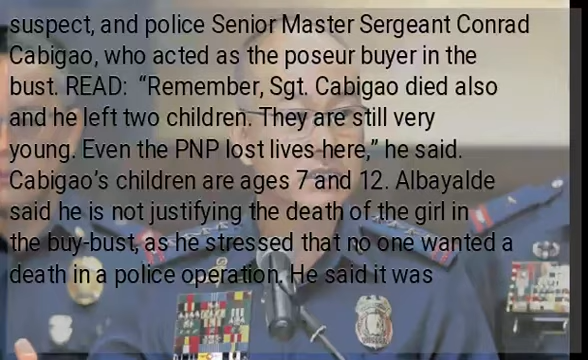 suspect, and police Senior Master Sergeant Conrad
Cabigao, who acted as the poseur buyer in the
bust. READ:  “Remember, Sgt. Cabigao died also
and he left two children. They are still very
young. Even the PNP lost lives here,” he said.
Cabigao’s children are ages 7 and 12. Albayalde
said he is not justifying the death of the girl in
the buy-bust, as he stressed that no one wanted a
death in a police operation. He said it was